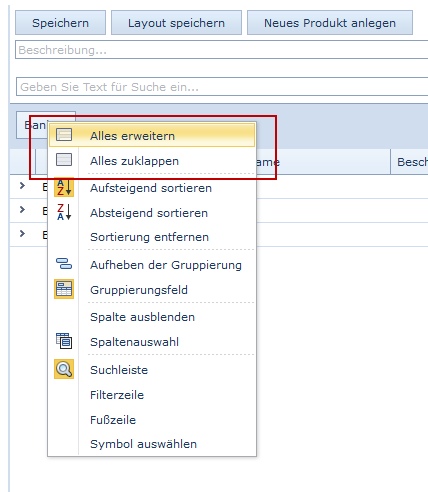 Speichern Layout speichern Neues Produkt anlegen
Beschreibung...
Geben Sie Text für Suche ein...
Ban
Alles erweitern
Alles zuklappen
ame Besch
Aufsteigend sortieren
Absteigend sortieren
Sortierung entfernen
Aufheben der Gruppierung
Gruppierungsfeld
Spalte ausblenden
Spaltenauswahl
Suchleiste
Filterzeile
Fußzeile
Symbol auswählen